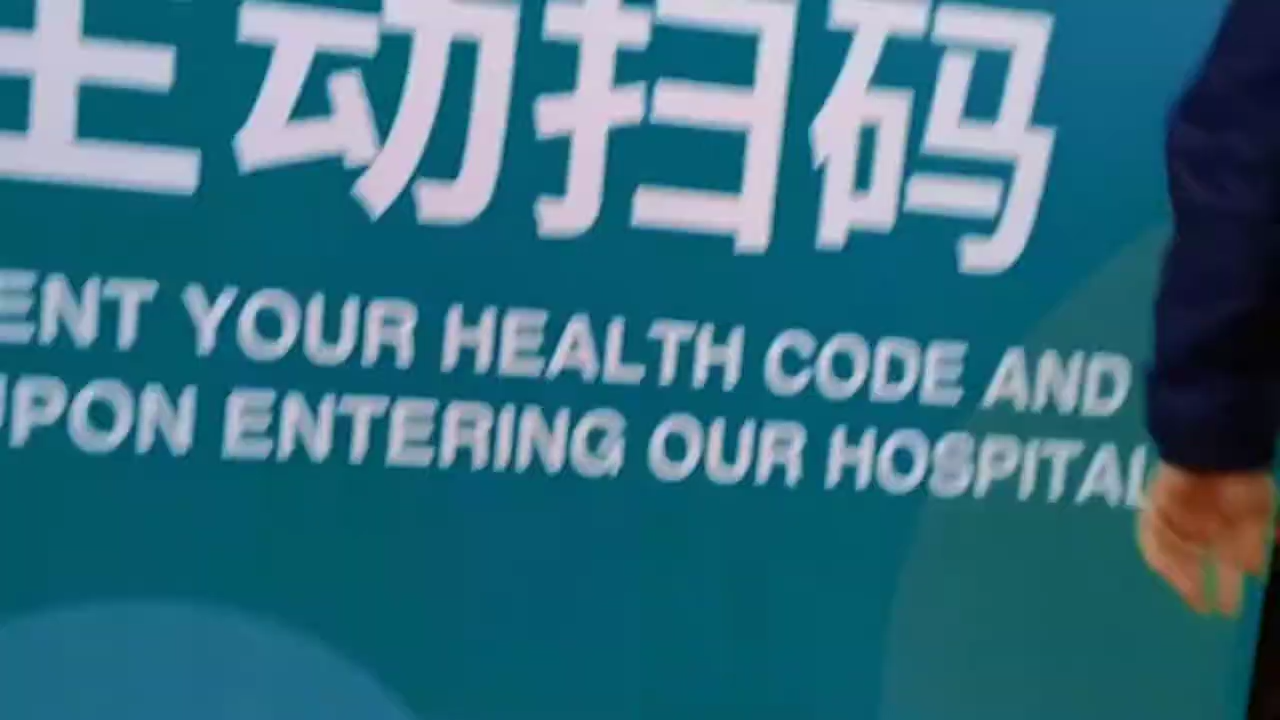 主动扫码
ENT YOUR HEALTH CODE AND
UPON ENTERING OUR HOSPITAL